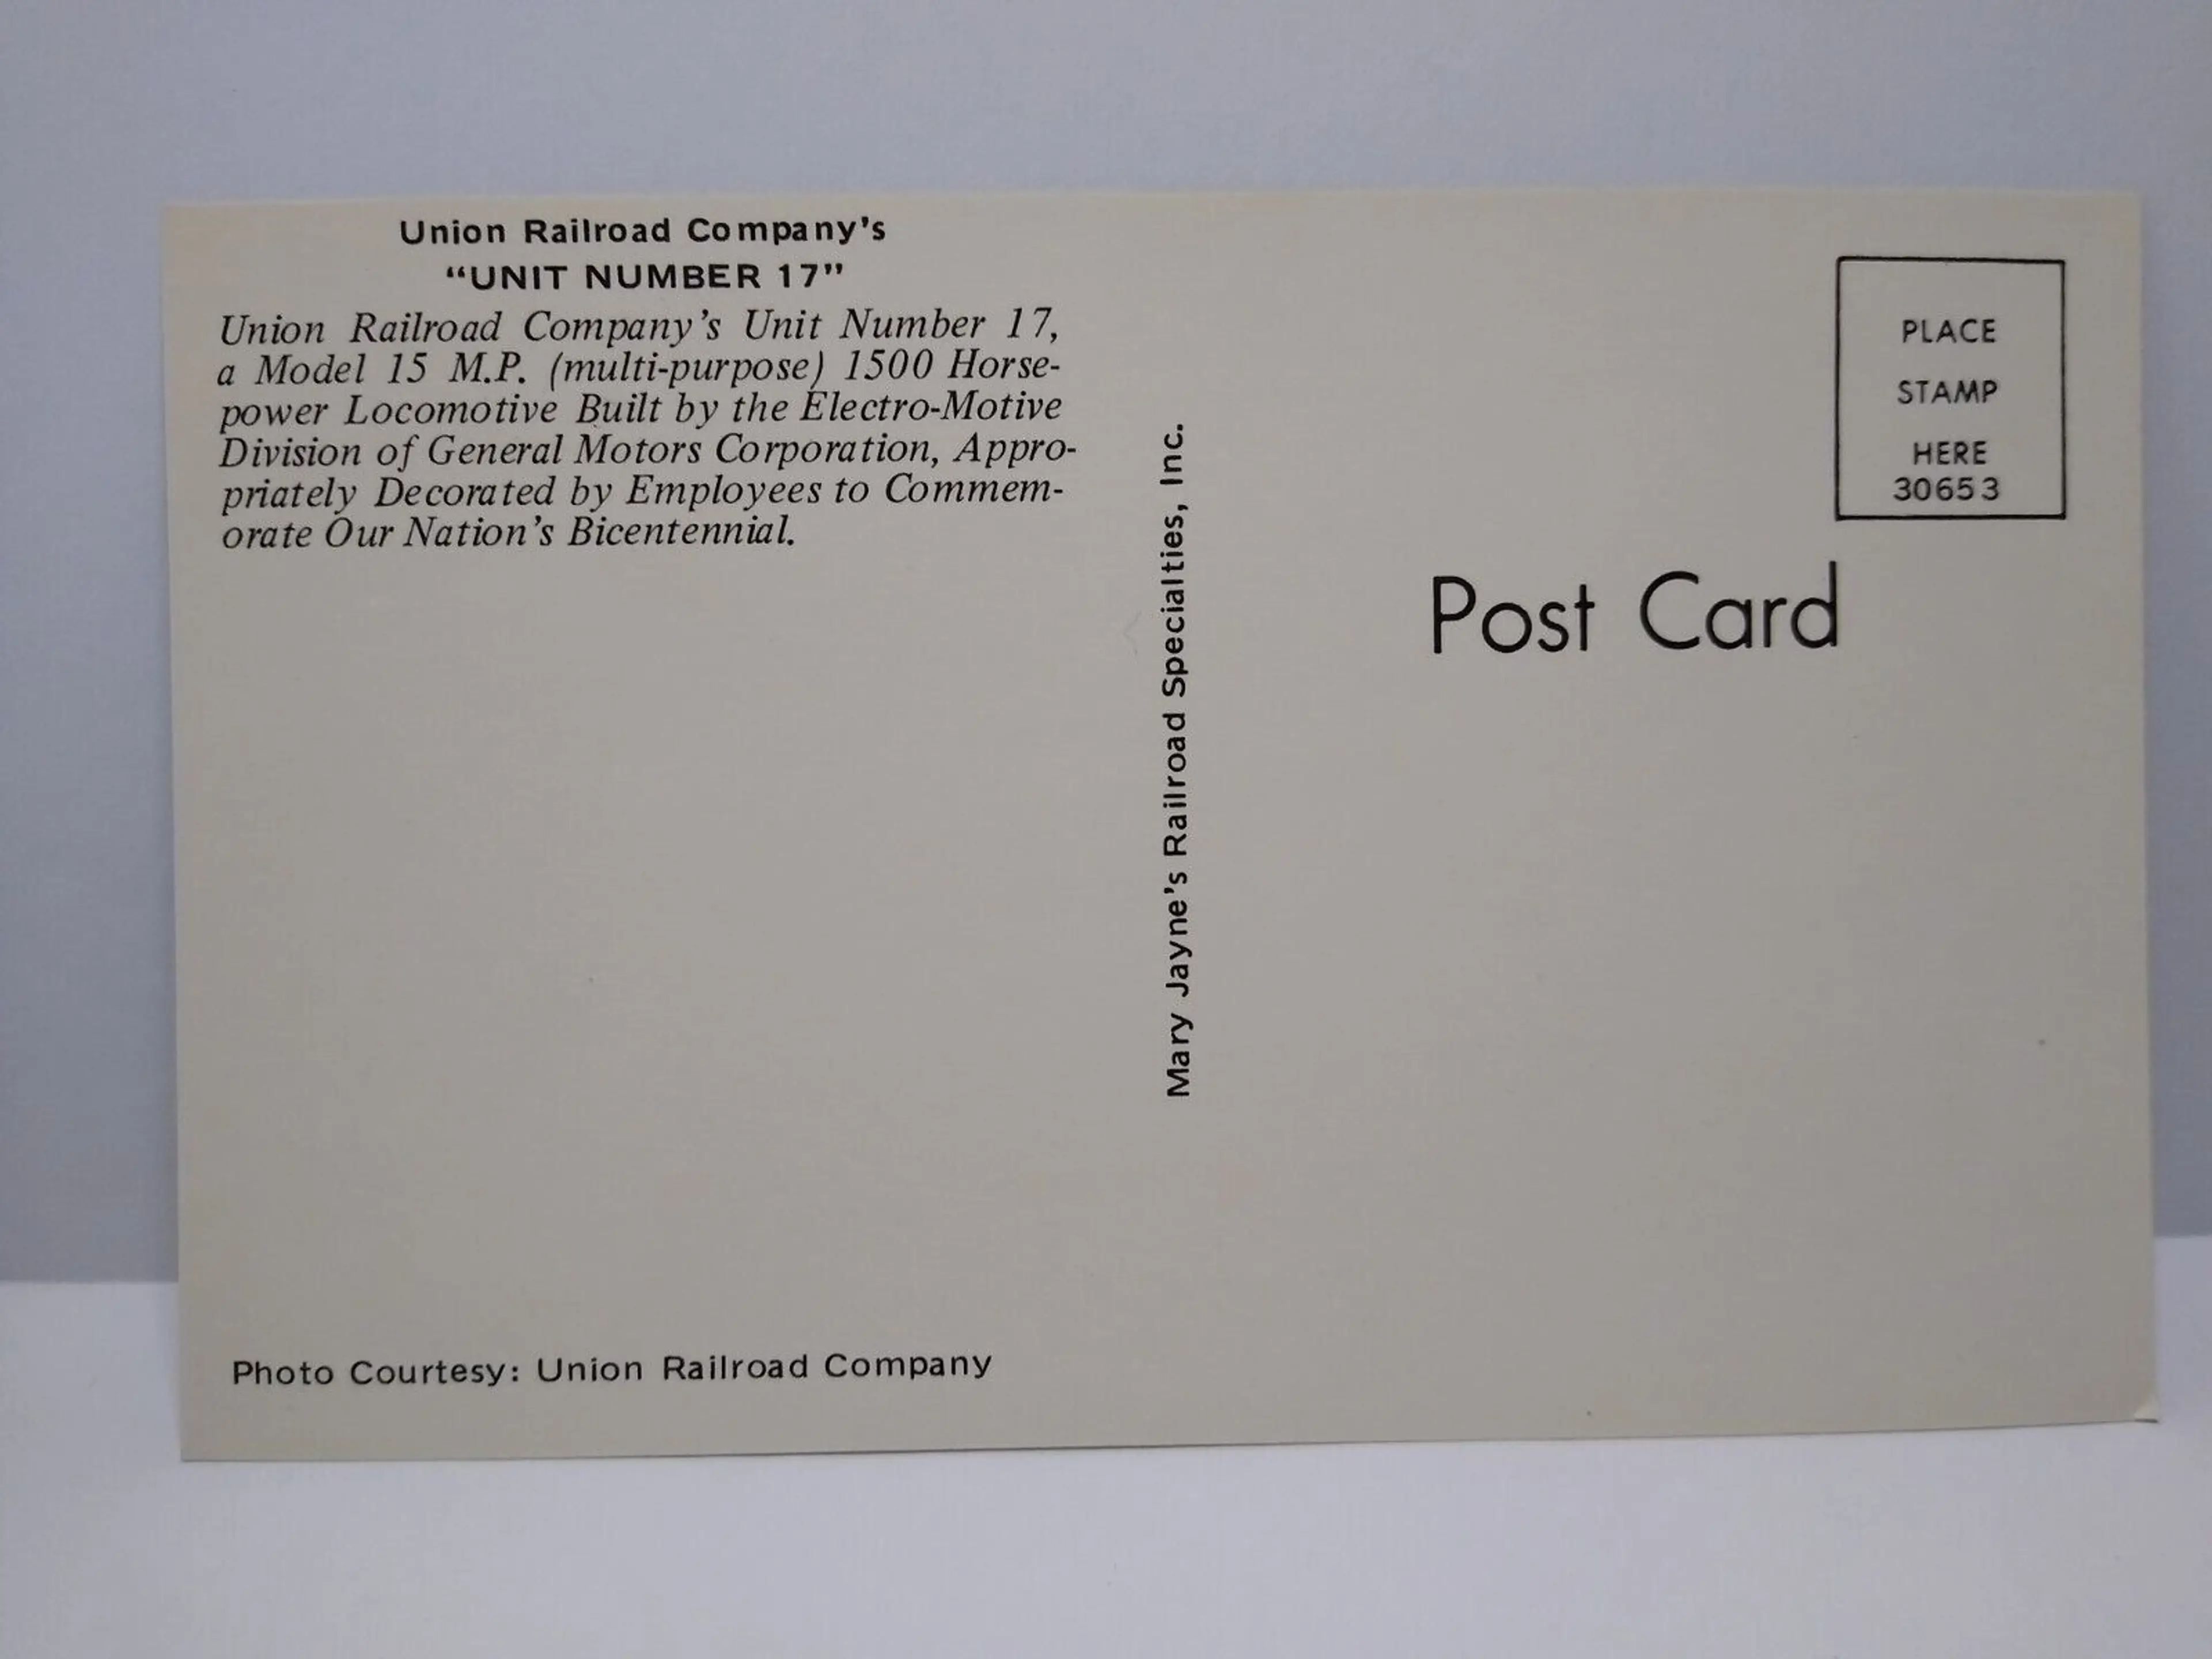 Union Railroad Company's
“UNIT NUMBER 17”
Union Railroad Company's Unit Number 17,
a Model 15 M.P. (multi-purpose) 1500 Horse-
power Locomotive Built by the Electro-Motive
Division of General Motors Corporation, Appro-
priately Decorated by Employees to Commem-
orate Our Nation's Bicentennial.
Photo Courtesy: Union Railroad Company
Mary Jayne's Railroad Specialties, Inc.
PLACE
STAMP
HERE
30653
Post Card